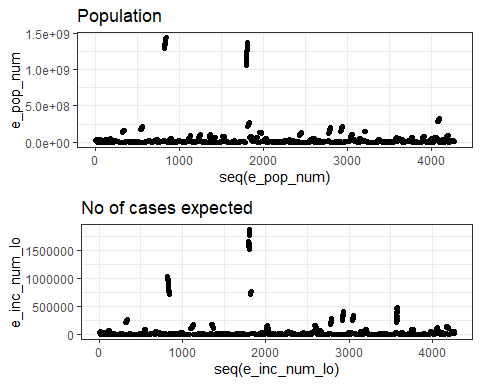 Population
1.5e+09
1.0e+09
5.0e+08
0.0e+00
e_pop_num
0 1000 2000 3000 4000
seq(e_pop_num)
No of cases expected
1500000
1000000
500000
0
e_inc_num_lo
0 1000 2000 3000 4000
seq(e_inc_num_lo)